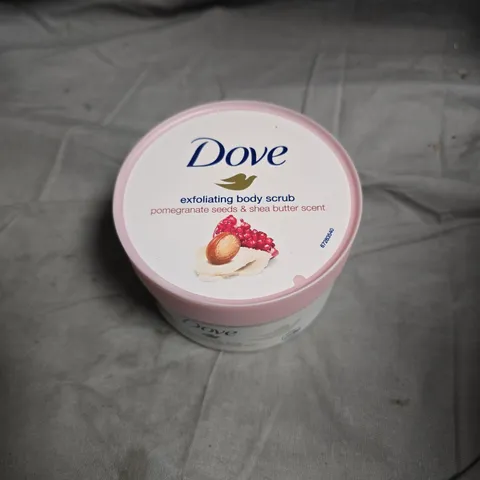 Dove
exfoliating body scrub
pomegranate seeds & shea butter scent
Dove